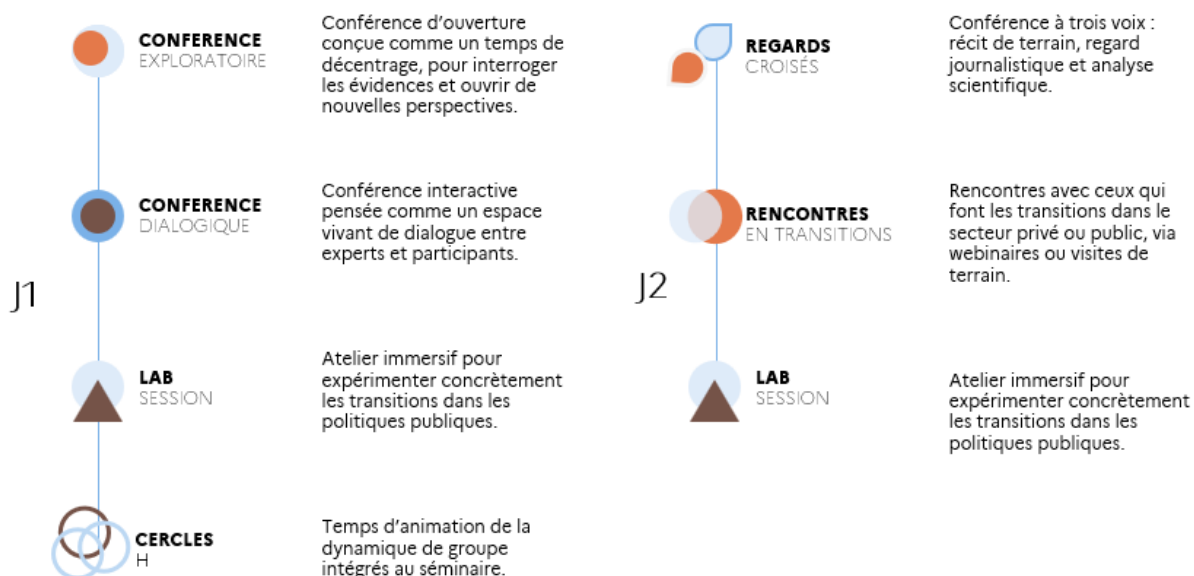 J1
CONFERENCE
EXPLORATOIRE
Conférence d'ouverture
conçue comme un temps de
décentrage, pour interroger
les évidences et ouvrir de
nouvelles perspectives.
CONFERENCE
DIALOGIQUE
Conférence interactive
pensée comme un espace
vivant de dialogue entre
experts et participants.
LAB
SESSION
Atelier immersif pour
expérimenter concrètement
les transitions dans les
politiques publiques.
CERCLES
H
Temps d'animation de la
dynamique de groupe
intégrés au séminaire.
J2
REGARDS
CROISÉS
Conférence à trois voix :
récit de terrain, regard
journalistique et analyse
scientifique.
RENCONTRES
EN TRANSITIONS
Rencontres avec ceux qui
font les transitions dans le
secteur privé ou public, via
webinaires ou visites de
terrain.
LAB
SESSION
Atelier immersif pour
expérimenter concrètement
les transitions dans les
politiques publiques.